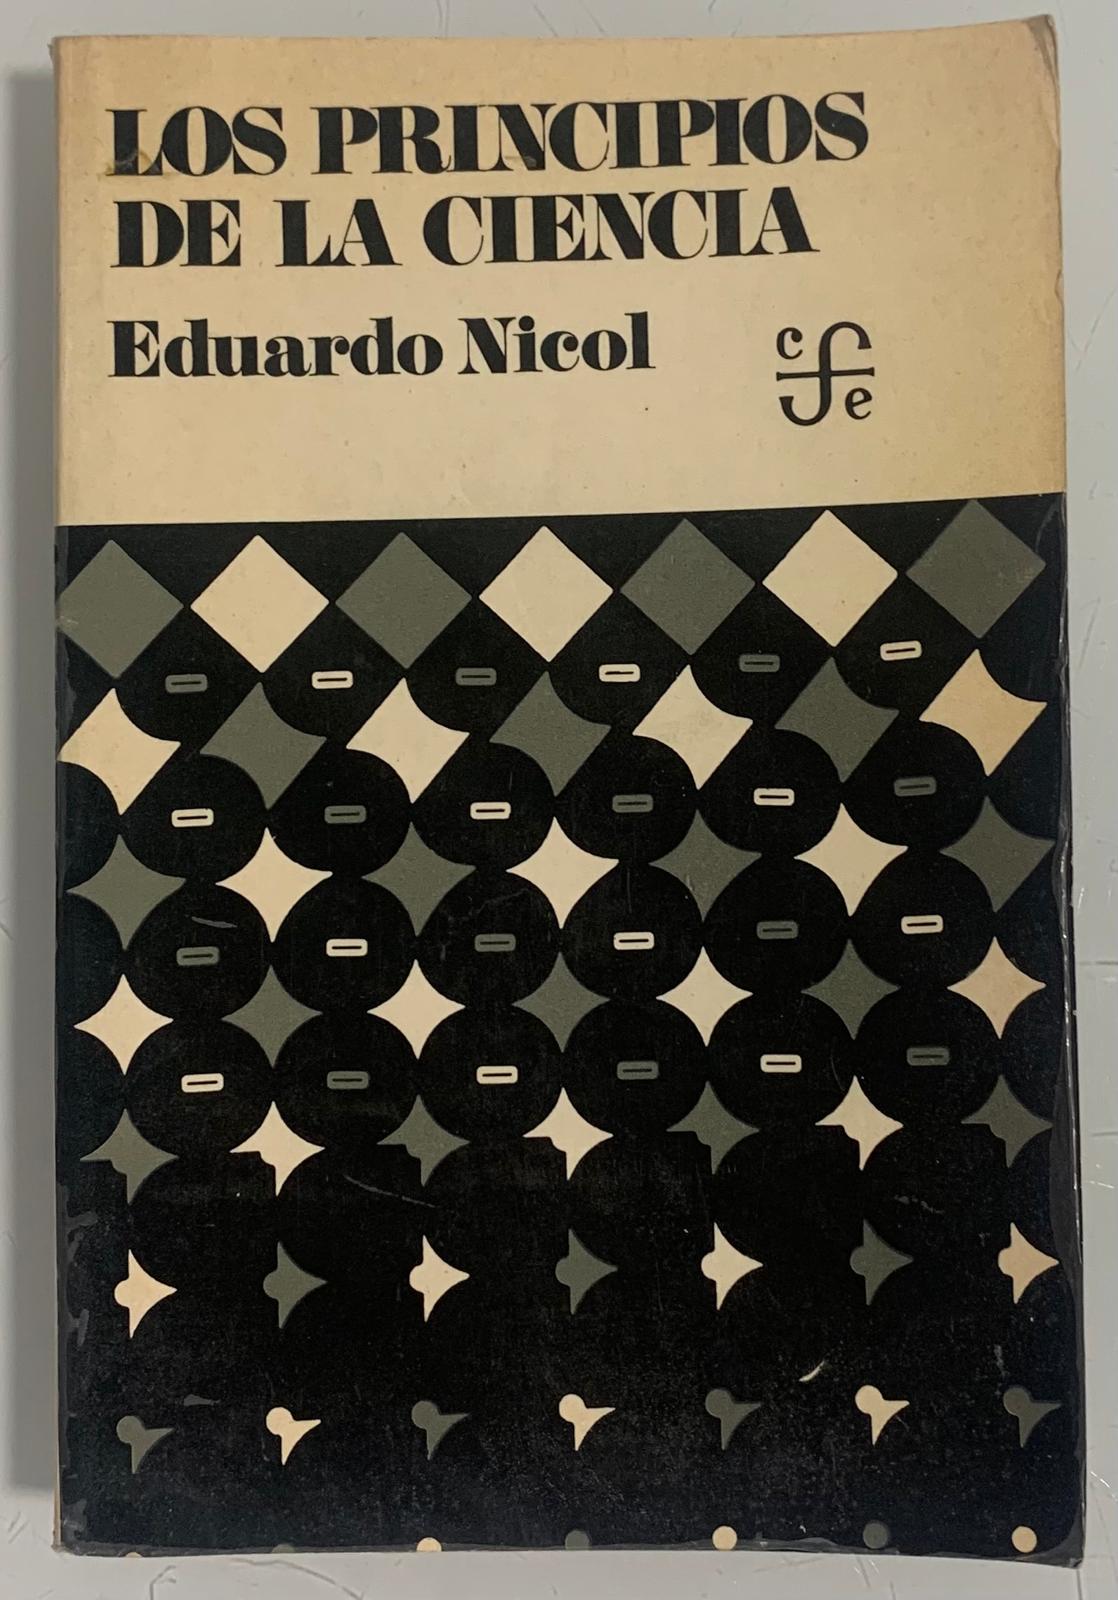 LOS PRINCIPIOS
DE LA CIENCIA
Eduardo Nicol
cfe